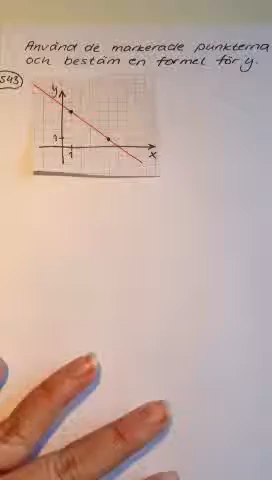 Använd de markerade punkterna
och bestäm en formel för y.
543
y
1
1
x